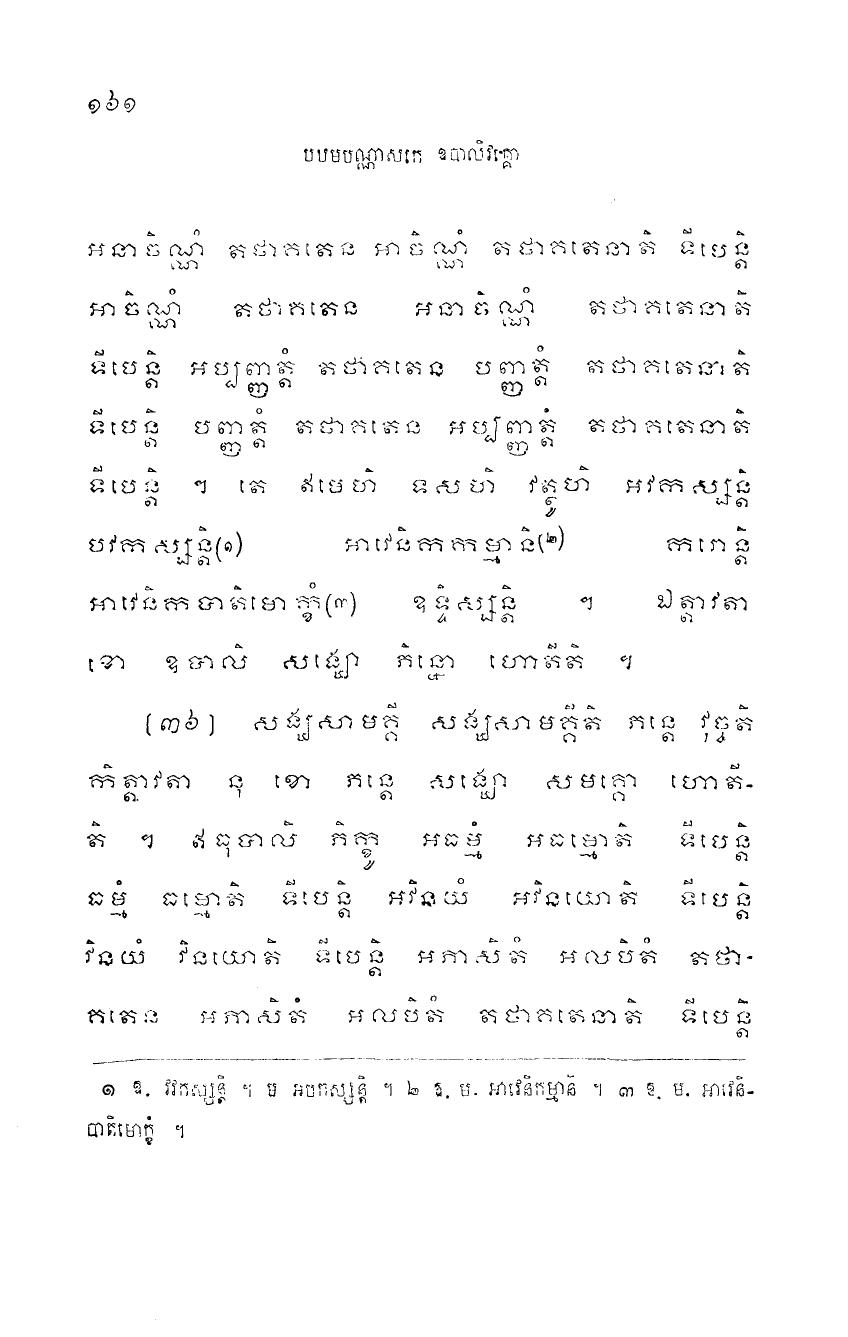 ១៦១
បឋមបណ្ណាសកេ ឧបាលិវគ្គោ
អនាចិណ្ណំ តថាគតេន អាចិណ្ណំ តថាគតេនាតិ ទីបេន្តិ
អាចិណ្ណំ តថាគតេន អនាចិណ្ណំ តថាគតេនាតិ
ទីបេន្តិ អប្បញ្ញត្តំ តថាគតេន បញ្ញត្តំ តថាគតេនាតិ
ទីបេន្តិ បញ្ញត្តំ តថាគតេន អប្បញ្ញត្តំ តថាគតេនាតិ
ទីបេន្តិ ។ តេ ឥមេហិ ទសហិ វត្ថូហិ អវកស្សន្តិ
បវកស្សន្តិ(១) អាវេនិកកម្មានិ(២) ករោន្តិ
អាវេនិកបាតិមោក្ខំ(៣) ឧទ្ទិស្សន្តិ ។ ឯត្តាវតា
ខោ ឧបាលិ សង្ឃោ ភិន្នោ ហោតីតិ ។
[៣៦] សង្ឃសាមគ្គី សង្ឃសាមគ្គីតិ ភន្តេ វុច្ចតិ
កិត្តាវតា នុ ខោ ភន្តេ សង្ឃោ សមគ្គោ ហោតី-
តិ ។ ឥធុបាលិ ភិក្ខូ អធម្មំ អធម្មោតិ ទីបេន្តិ
ធម្មំ ធម្មោតិ ទីបេន្តិ អវិនយំ អវិនយោតិ ទីបេន្តិ
វិនយំ វិនយោតិ ទីបេន្តិ អភាសិតំ អលបិតំ តថា-
គតេន អភាសិតំ អលបិតំ តថាគតេនាតិ ទីបេន្តិ
១ ឱ. វិវកស្សន្តិ ។ ម អបកស្សន្តិ ។ ២ ឱ. ម. អាវេនិកម្មានិ ។ ៣ ឱ. ម. អាវេនិ-
បាតិមោក្ខំ ។